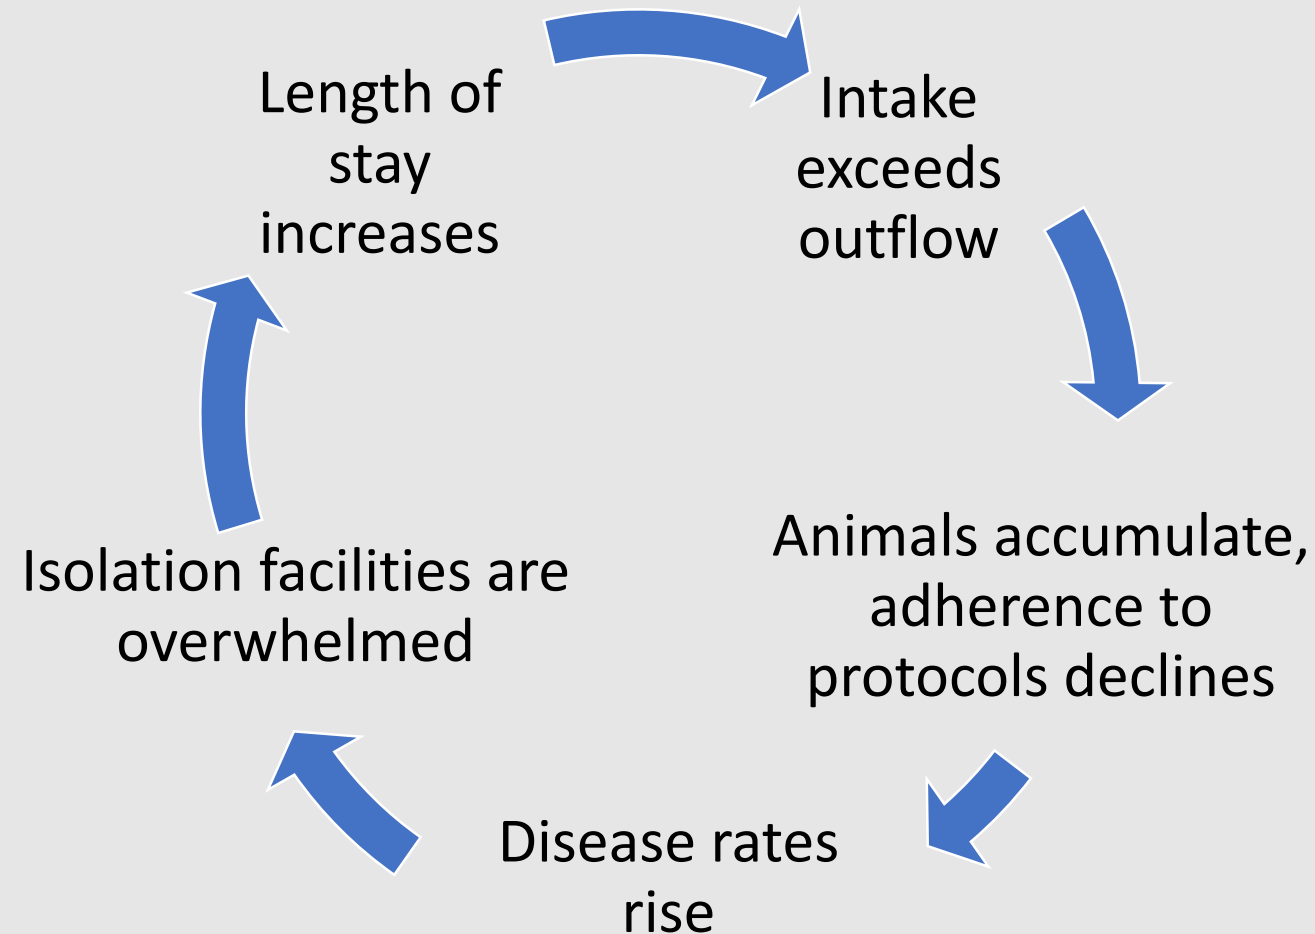 Length of
stay
increases
Intake
exceeds
outflow
Animals accumulate,
adherence to
protocols declines
Disease rates
rise
Isolation facilities are
overwhelmed